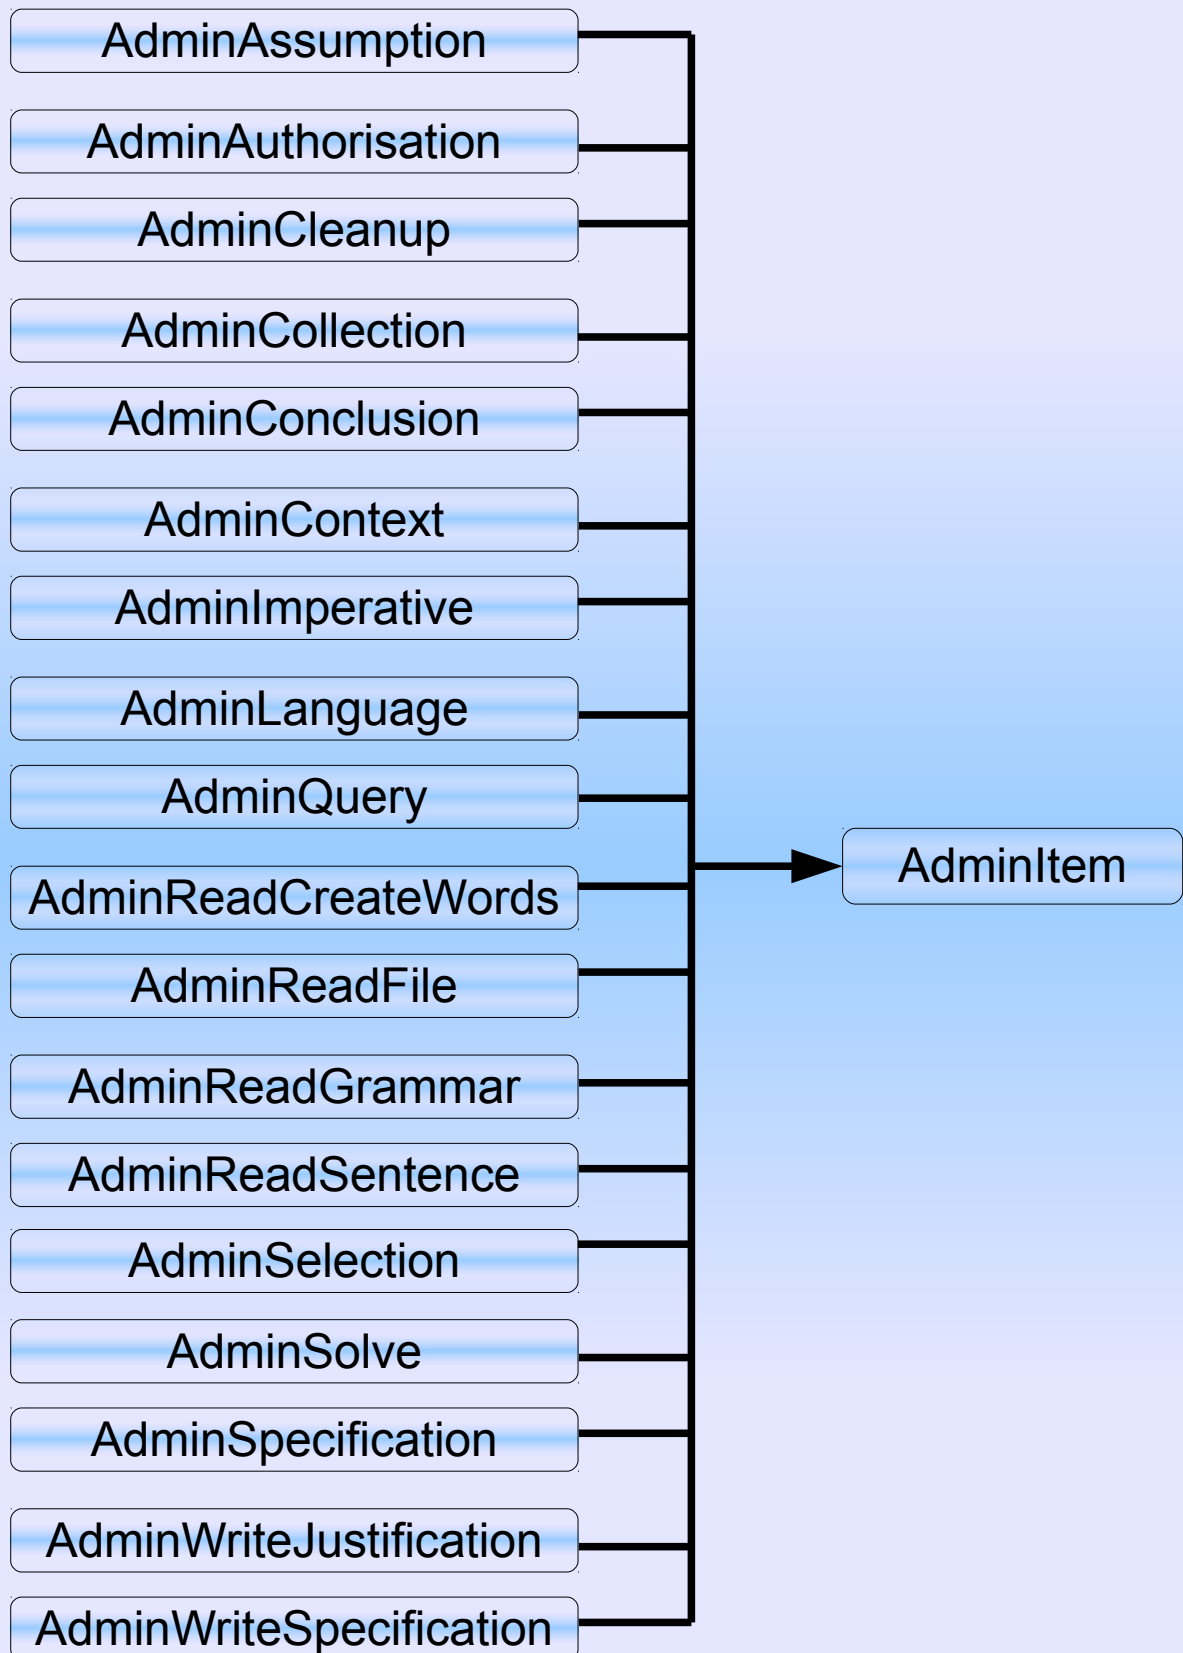 AdminAssumption
AdminAuthorisation
AdminCleanup
AdminCollection
AdminConclusion
AdminContext
AdminImperative
AdminLanguage
AdminQuery
AdminItem
AdminReadCreateWords
AdminReadFile
AdminReadGrammar
AdminReadSentence
AdminSelection
AdminSolve
AdminSpecification
AdminWriteJustification
AdminWriteSpecification